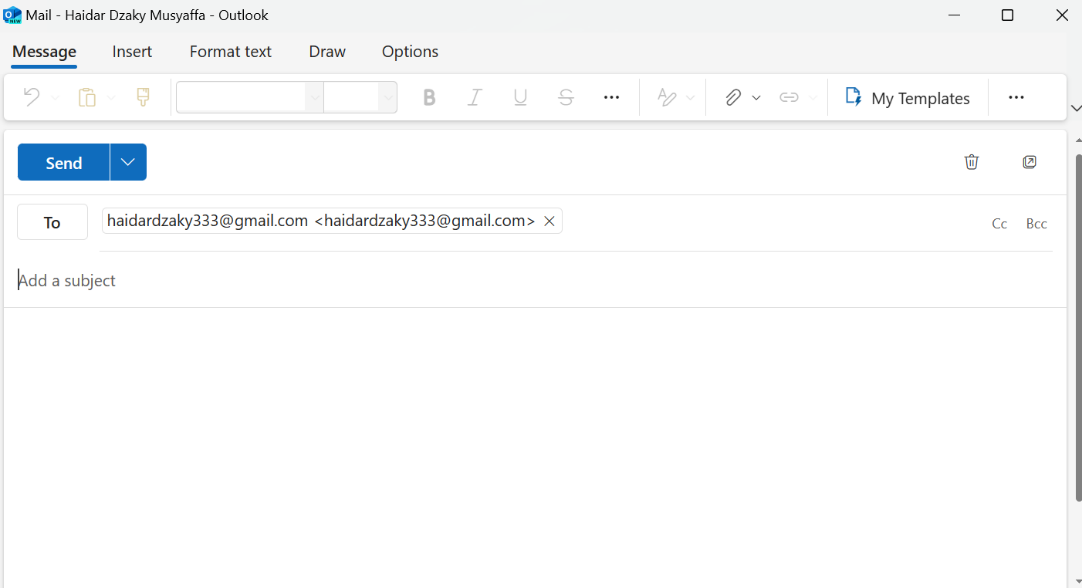 Mail - Haidar Dzaky Musyaffa - Outlook
Message Insert Format text Draw Options
B I U S ... My Templates ...
Send
To haidardzaky333@gmail.com <haidardzaky333@gmail.com> Cc Bcc
Add a subject